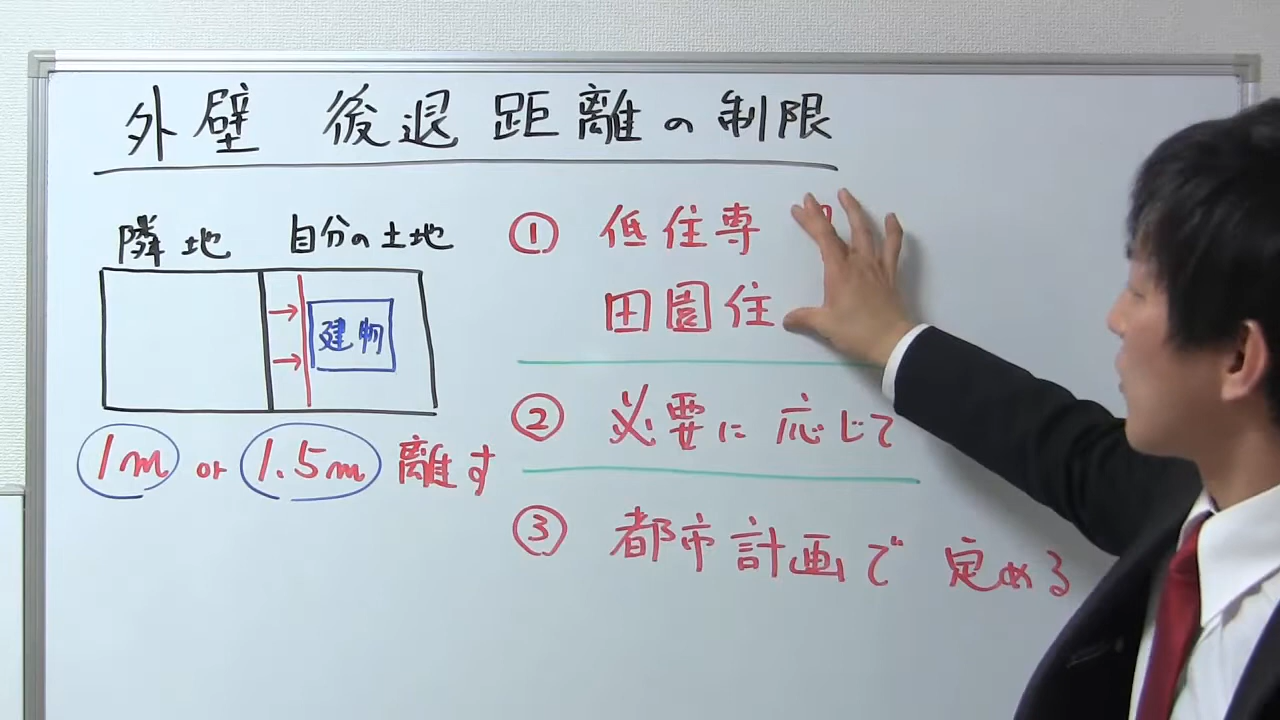 外壁 後退距離の制限
隣地 自分の土地
建物
1m or 1.5m 離す
① 低住専
田園住
② 必要に応じて
③ 都市計画で 定める